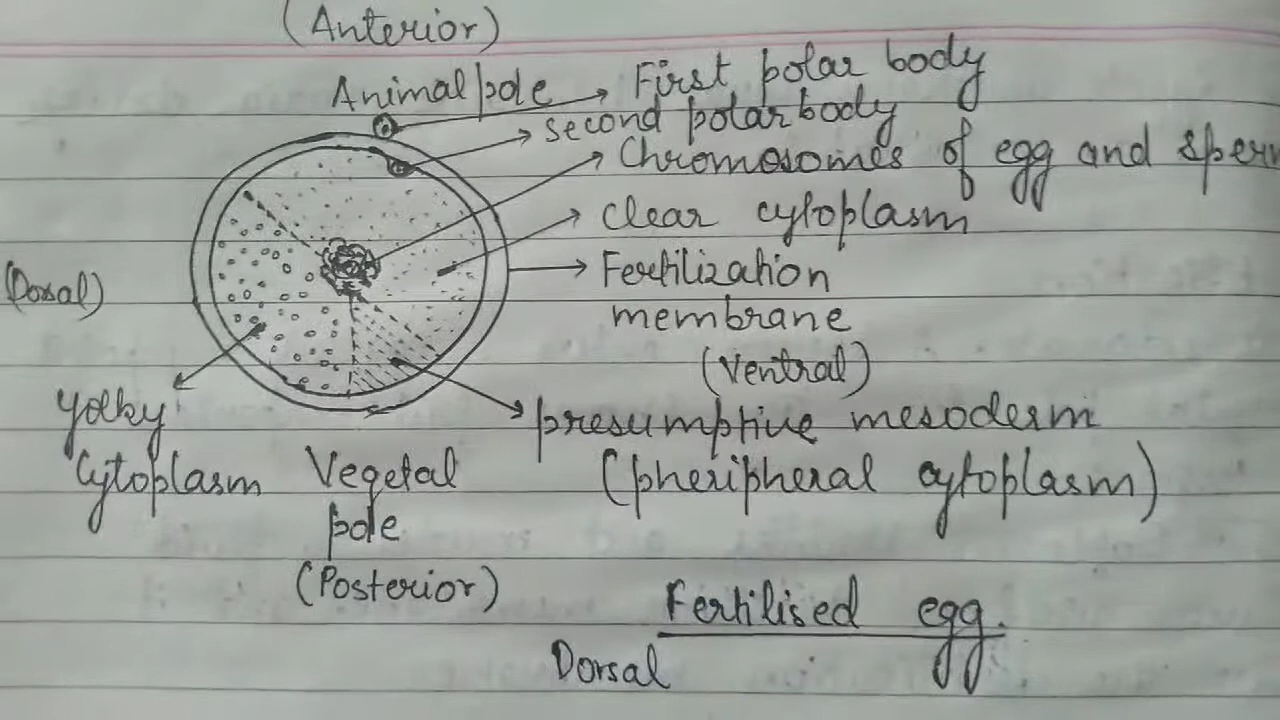 (Anterior)
Animal pole
First polar body
second polar body
Chromosomes of egg and sperm
Clear cytoplasm
(Dorsal)
Fertilization
membrane
(Ventral)
yolky
Cytoplasm
presumptive mesoderm
(pheripheral cytoplasm)
Vegetal
pole
(Posterior)
Fertilised egg.
Dorsal